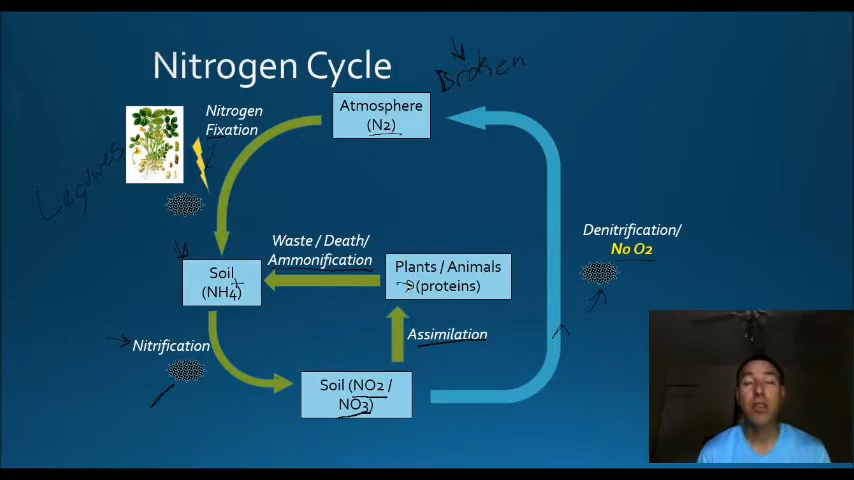 Nitrogen Cycle
Broken
Nitrogen
Fixation
Atmosphere
(N2)
Legumes
Denitrification/
No O2
Waste / Death/
Ammonification
Plants / Animals
(proteins)
Soil
(NH4+)
Nitrification
Assimilation
Soil (NO2 /
NO3)